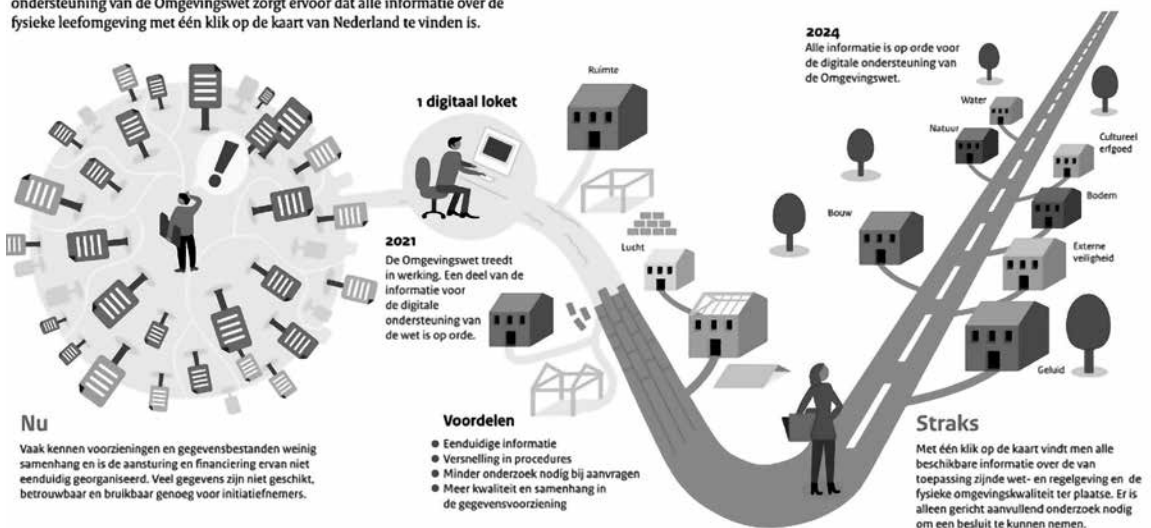 ondersteuning van de Omgevingswet zorgt ervoor dat alle informatie over de
fysieke leefomgeving met één klik op de kaart van Nederland te vinden is.
1 digitaal loket
2021
De Omgevingswet treedt
in werking. Een deel van de
informatie voor
de digitale
ondersteuning van
de wet is op orde.
Ruimte
Lucht
2024
Alle informatie is op orde voor
de digitale ondersteuning van
de Omgevingswet.
Water
Natuur
Cultureel
erfgoed
Bodem
Bouw
Externe
veiligheid
Geluid
Nu
Vaak kennen voorzieningen en gegevensbestanden weinig
samenhang en is de aansturing en financiering ervan niet
eenduidig georganiseerd. Veel gegevens zijn niet geschikt,
betrouwbaar en bruikbaar genoeg voor initiatiefnemers.
Voordelen
Eenduidige informatie
Versnelling in procedures
Minder onderzoek nodig bij aanvragen
Meer kwaliteit en samenhang in
de gegevensvoorziening
Straks
Met één klik op de kaart vindt men alle
beschikbare informatie over de van
toepassing zijnde wet- en regelgeving en de
fysieke omgevingskwaliteit ter plaatse. Er is
alleen gericht aanvullend onderzoek nodig
om een besluit te kunnen nemen.